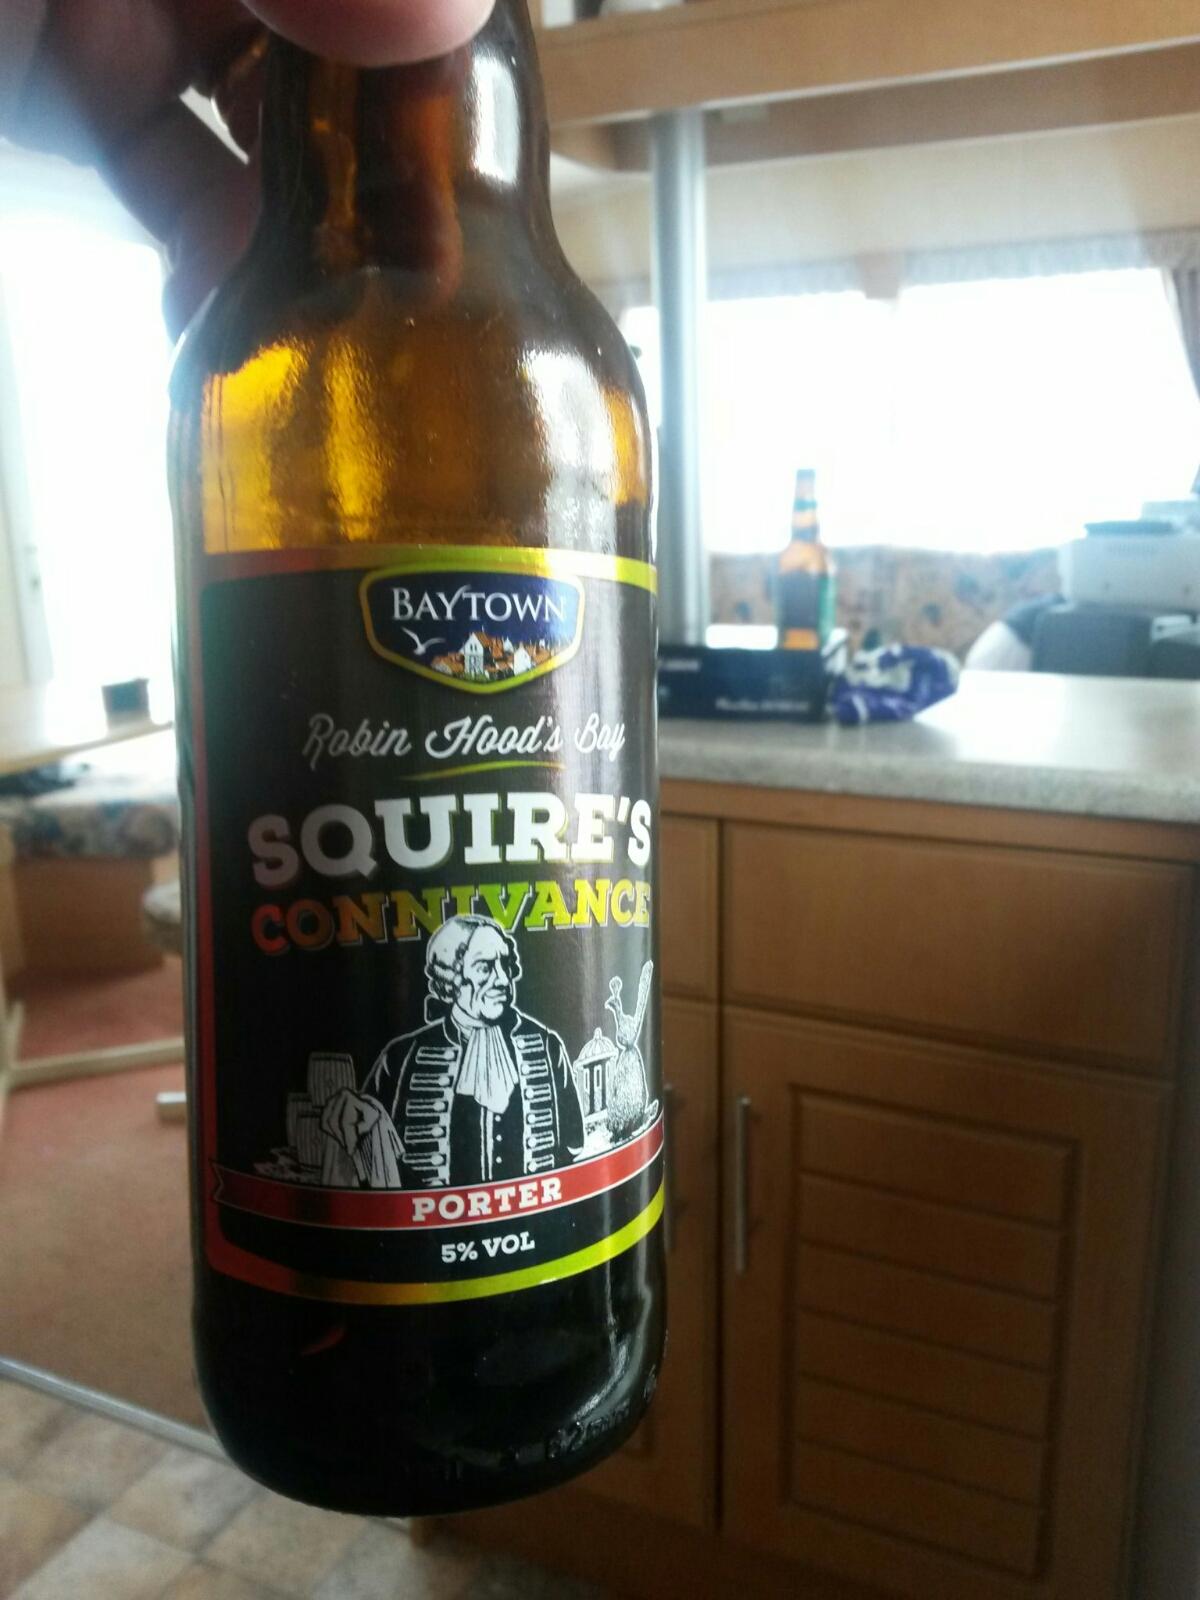 BAYTOWN
Robin Hood's Bay
SQUIRE'S
CONNIVANCE
PORTER
5% VOL